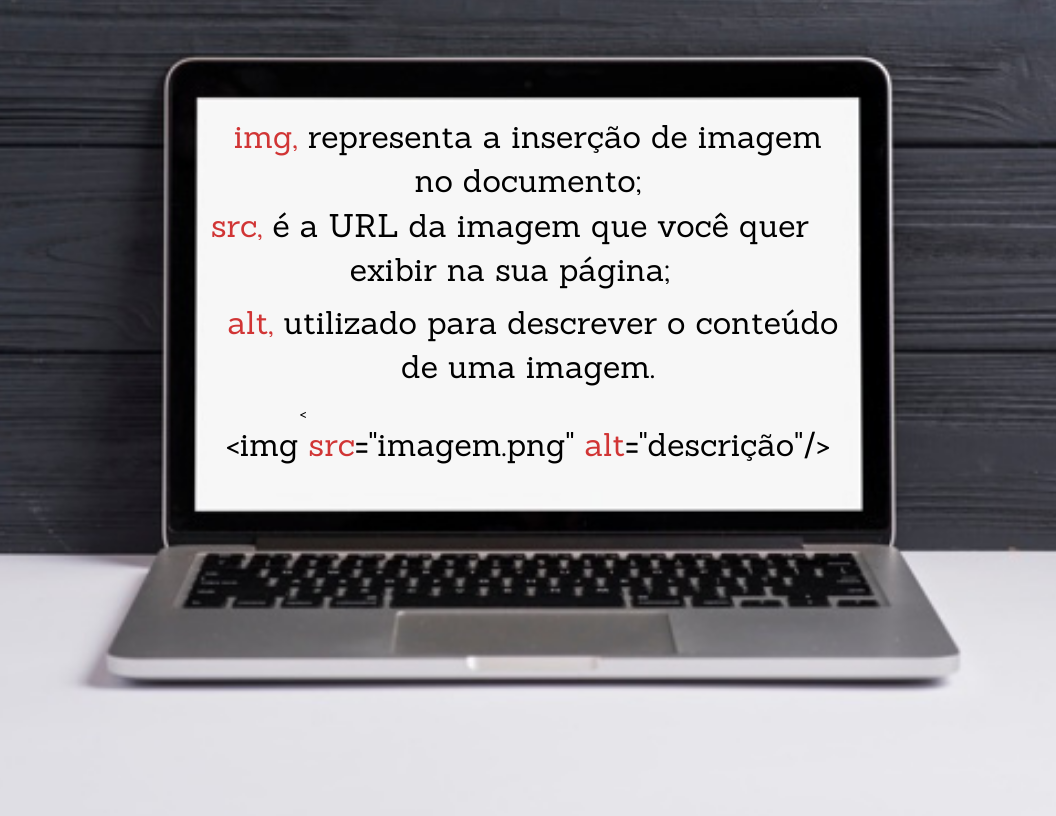 img, representa a inserção de imagem
no documento;
src, é a URL da imagem que você quer
exibir na sua página;
alt, utilizado para descrever o conteúdo
de uma imagem.
<
<img src="imagem.png" alt="descrição"/>